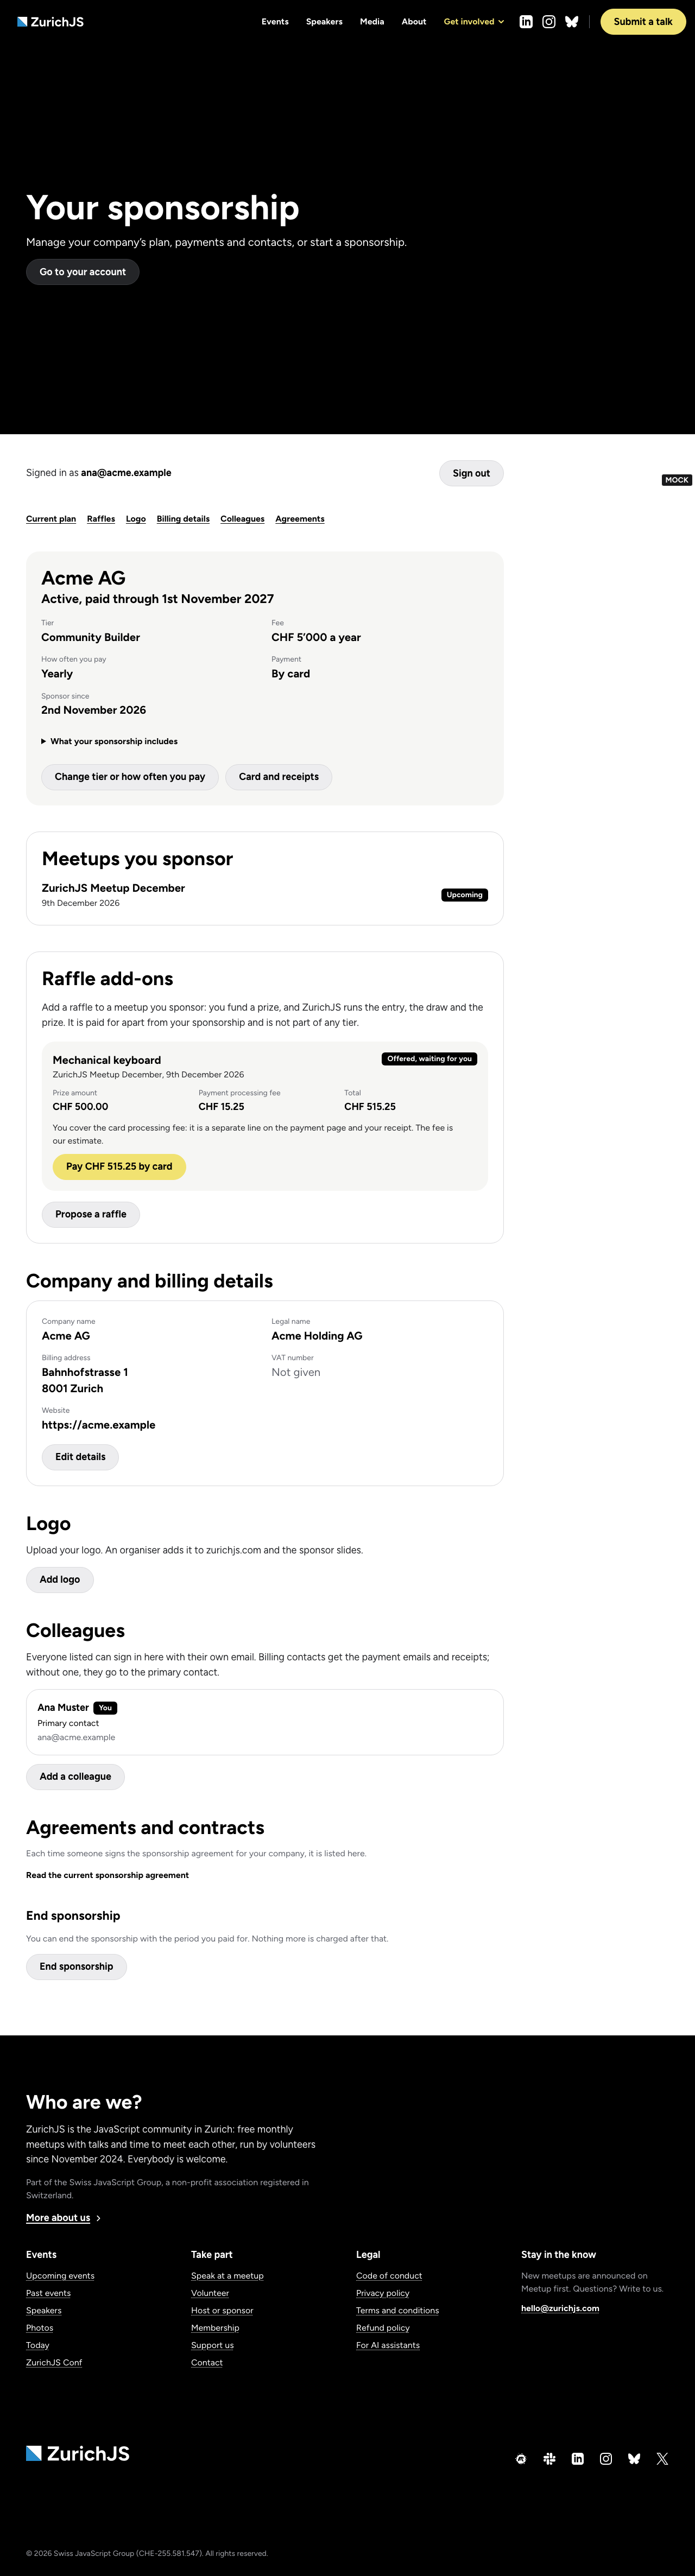 ZurichJS
Events
Speakers
Media
About
Get involved
Submit a talk
Your sponsorship
Manage your company’s plan, payments and contacts, or start a sponsorship.
Go to your account
Signed in as ana@acme.example
Sign out
MOCK
Current plan
Raffles
Logo
Billing details
Colleagues
Agreements
Acme AG
Active, paid through 1st November 2027
Tier
Community Builder
Fee
CHF 5’000 a year
How often you pay
Yearly
Payment
By card
Sponsor since
2nd November 2026
What your sponsorship includes
Change tier or how often you pay
Card and receipts
Meetups you sponsor
ZurichJS Meetup December
9th December 2026
Upcoming
Raffle add-ons
Add a raffle to a meetup you sponsor: you fund a prize, and ZurichJS runs the entry, the draw and the
prize. It is paid for apart from your sponsorship and is not part of any tier.
Mechanical keyboard
Offered, waiting for you
ZurichJS Meetup December, 9th December 2026
Prize amount
CHF 500.00
Payment processing fee
CHF 15.25
Total
CHF 515.25
You cover the card processing fee: it is a separate line on the payment page and your receipt. The fee is
our estimate.
Pay CHF 515.25 by card
Propose a raffle
Company and billing details
Company name
Acme AG
Legal name
Acme Holding AG
Billing address
Bahnhofstrasse 1
8001 Zurich
VAT number
Not given
Website
https://acme.example
Edit details
Logo
Upload your logo. An organiser adds it to zurichjs.com and the sponsor slides.
Add logo
Colleagues
Everyone listed can sign in here with their own email. Billing contacts get the payment emails and receipts;
without one, they go to the primary contact.
Ana Muster
You
Primary contact
ana@acme.example
Add a colleague
Agreements and contracts
Each time someone signs the sponsorship agreement for your company, it is listed here.
Read the current sponsorship agreement
End sponsorship
You can end the sponsorship with the period you paid for. Nothing more is charged after that.
End sponsorship
Who are we?
ZurichJS is the JavaScript community in Zurich: free monthly
meetups with talks and time to meet each other, run by volunteers
since November 2024. Everybody is welcome.
Part of the Swiss JavaScript Group, a non-profit association registered in
Switzerland.
More about us
Events
Upcoming events
Past events
Speakers
Photos
Today
ZurichJS Conf
Take part
Speak at a meetup
Volunteer
Host or sponsor
Membership
Support us
Contact
Legal
Code of conduct
Privacy policy
Terms and conditions
Refund policy
For AI assistants
Stay in the know
New meetups are announced on
Meetup first. Questions? Write to us.
hello@zurichjs.com
ZurichJS
© 2026 Swiss JavaScript Group (CHE-255.581.547). All rights reserved.